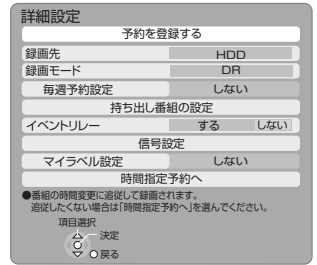 詳細設定
予約を登録する
録画先 HDD
録画モード DR
毎週予約設定 しない
持ち出し番組の設定
イベントリレー する しない
信号設定
マイラベル設定 しない
時間指定予約へ
●番組の時間変更に追従して録画されます。
追従したくない場合は「時間指定予約へ」を選んでください。
項目選択
決定
戻る